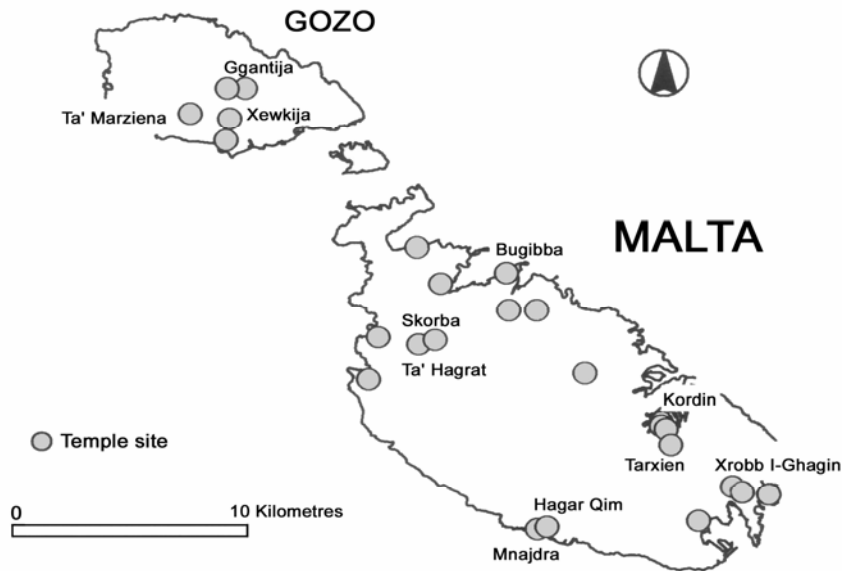 GOZO
Ggantija
Ta' Marziena
Xewkija
MALTA
Bugibba
Skorba
Ta' Hagrat
Kordin
Temple site
Tarxien
Xrobb l-Ghagin
0
10 Kilometres
Hagar Qim
Mnajdra